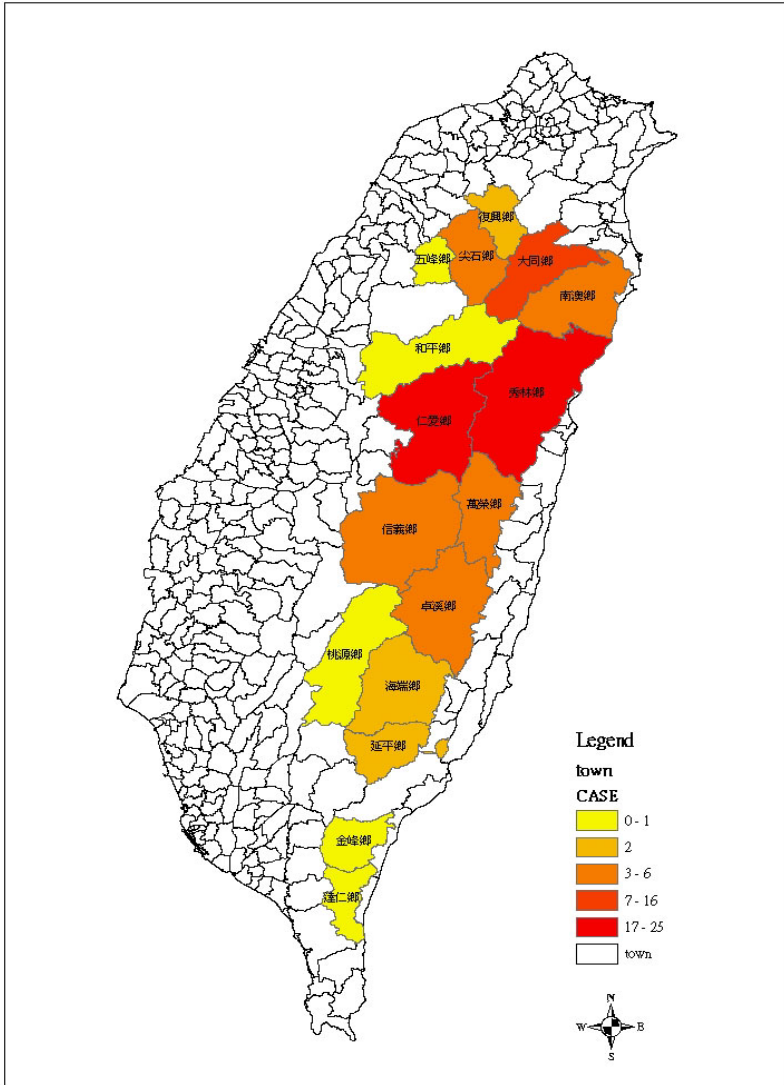 復興鄉
五峰鄉
尖石鄉
大同鄉
南澳鄉
和平鄉
秀林鄉
仁愛鄉
萬榮鄉
信義鄉
卓溪鄉
桃源鄉
海端鄉
延平鄉
金峰鄉
達仁鄉
Legend
town
CASE
0 - 1
2
3 - 6
7 - 16
17 - 25
town
N
W
E
S